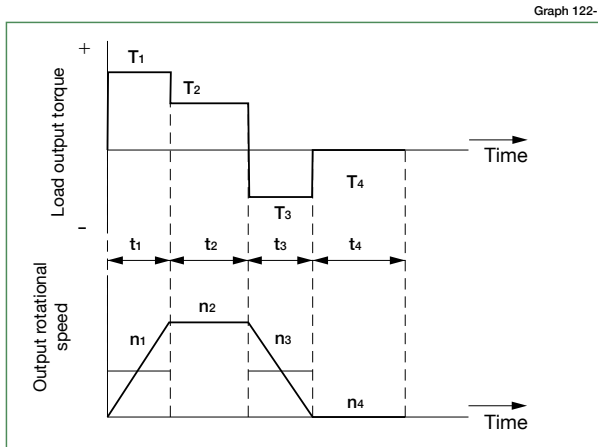 Graph 122-
+
T1
T2
Load output torque
Time
T4
T3
-
t1 t2 t3 t4
Output rotational
speed
n2
n1 n3
n4
Time